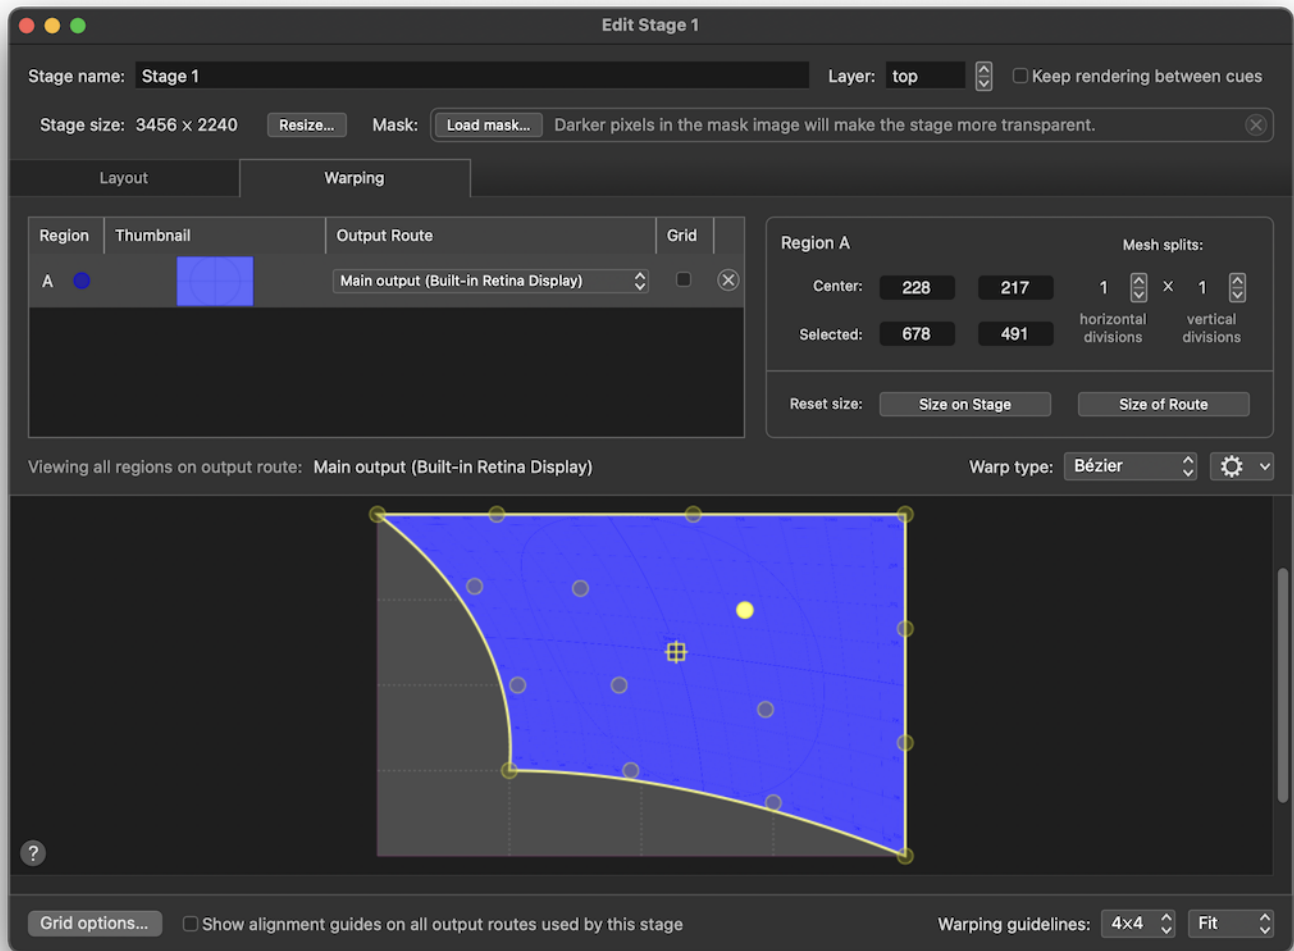 Edit Stage 1
Stage name: Stage 1 Layer: top Keep rendering between cues
Stage size: 3456 × 2240 Resize... Mask: Load mask... Darker pixels in the mask image will make the stage more transparent.
Layout Warping
Region Thumbnail Output Route Grid
A Main output (Built-in Retina Display)
Region A Mesh splits:
Center: 228 217 1 × 1
horizontal divisions vertical divisions
Selected: 678 491
Reset size: Size on Stage Size of Route
Viewing all regions on output route: Main output (Built-in Retina Display) Warp type: Bézier
?
Grid options... Show alignment guides on all output routes used by this stage Warping guidelines: 4×4 Fit